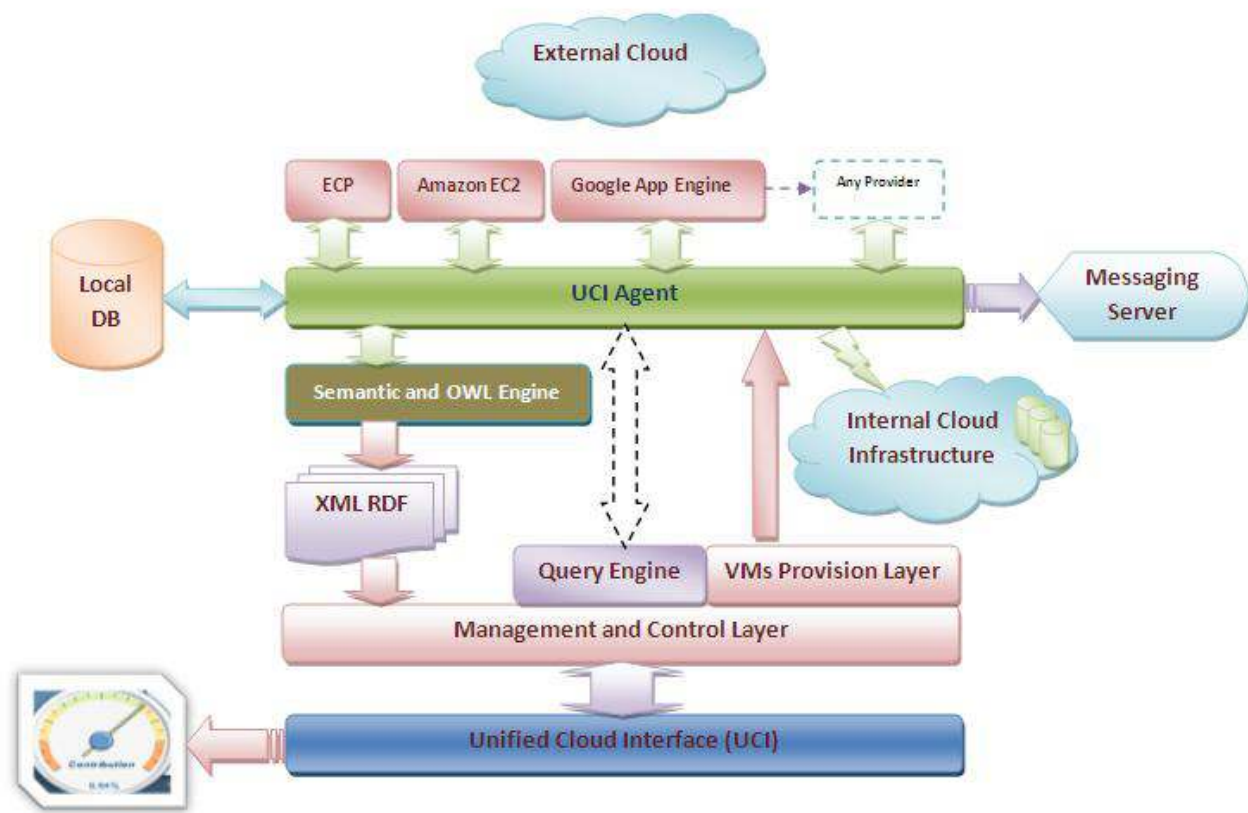 External Cloud
ECP
Amazon EC2
Google App Engine
Any Provider
Local
DB
UCI Agent
Messaging
Server
Semantic and OWL Engine
Internal Cloud
Infrastructure
XML RDF
Query Engine
VMs Provision Layer
Management and Control Layer
Unified Cloud Interface (UCI)
Contribution